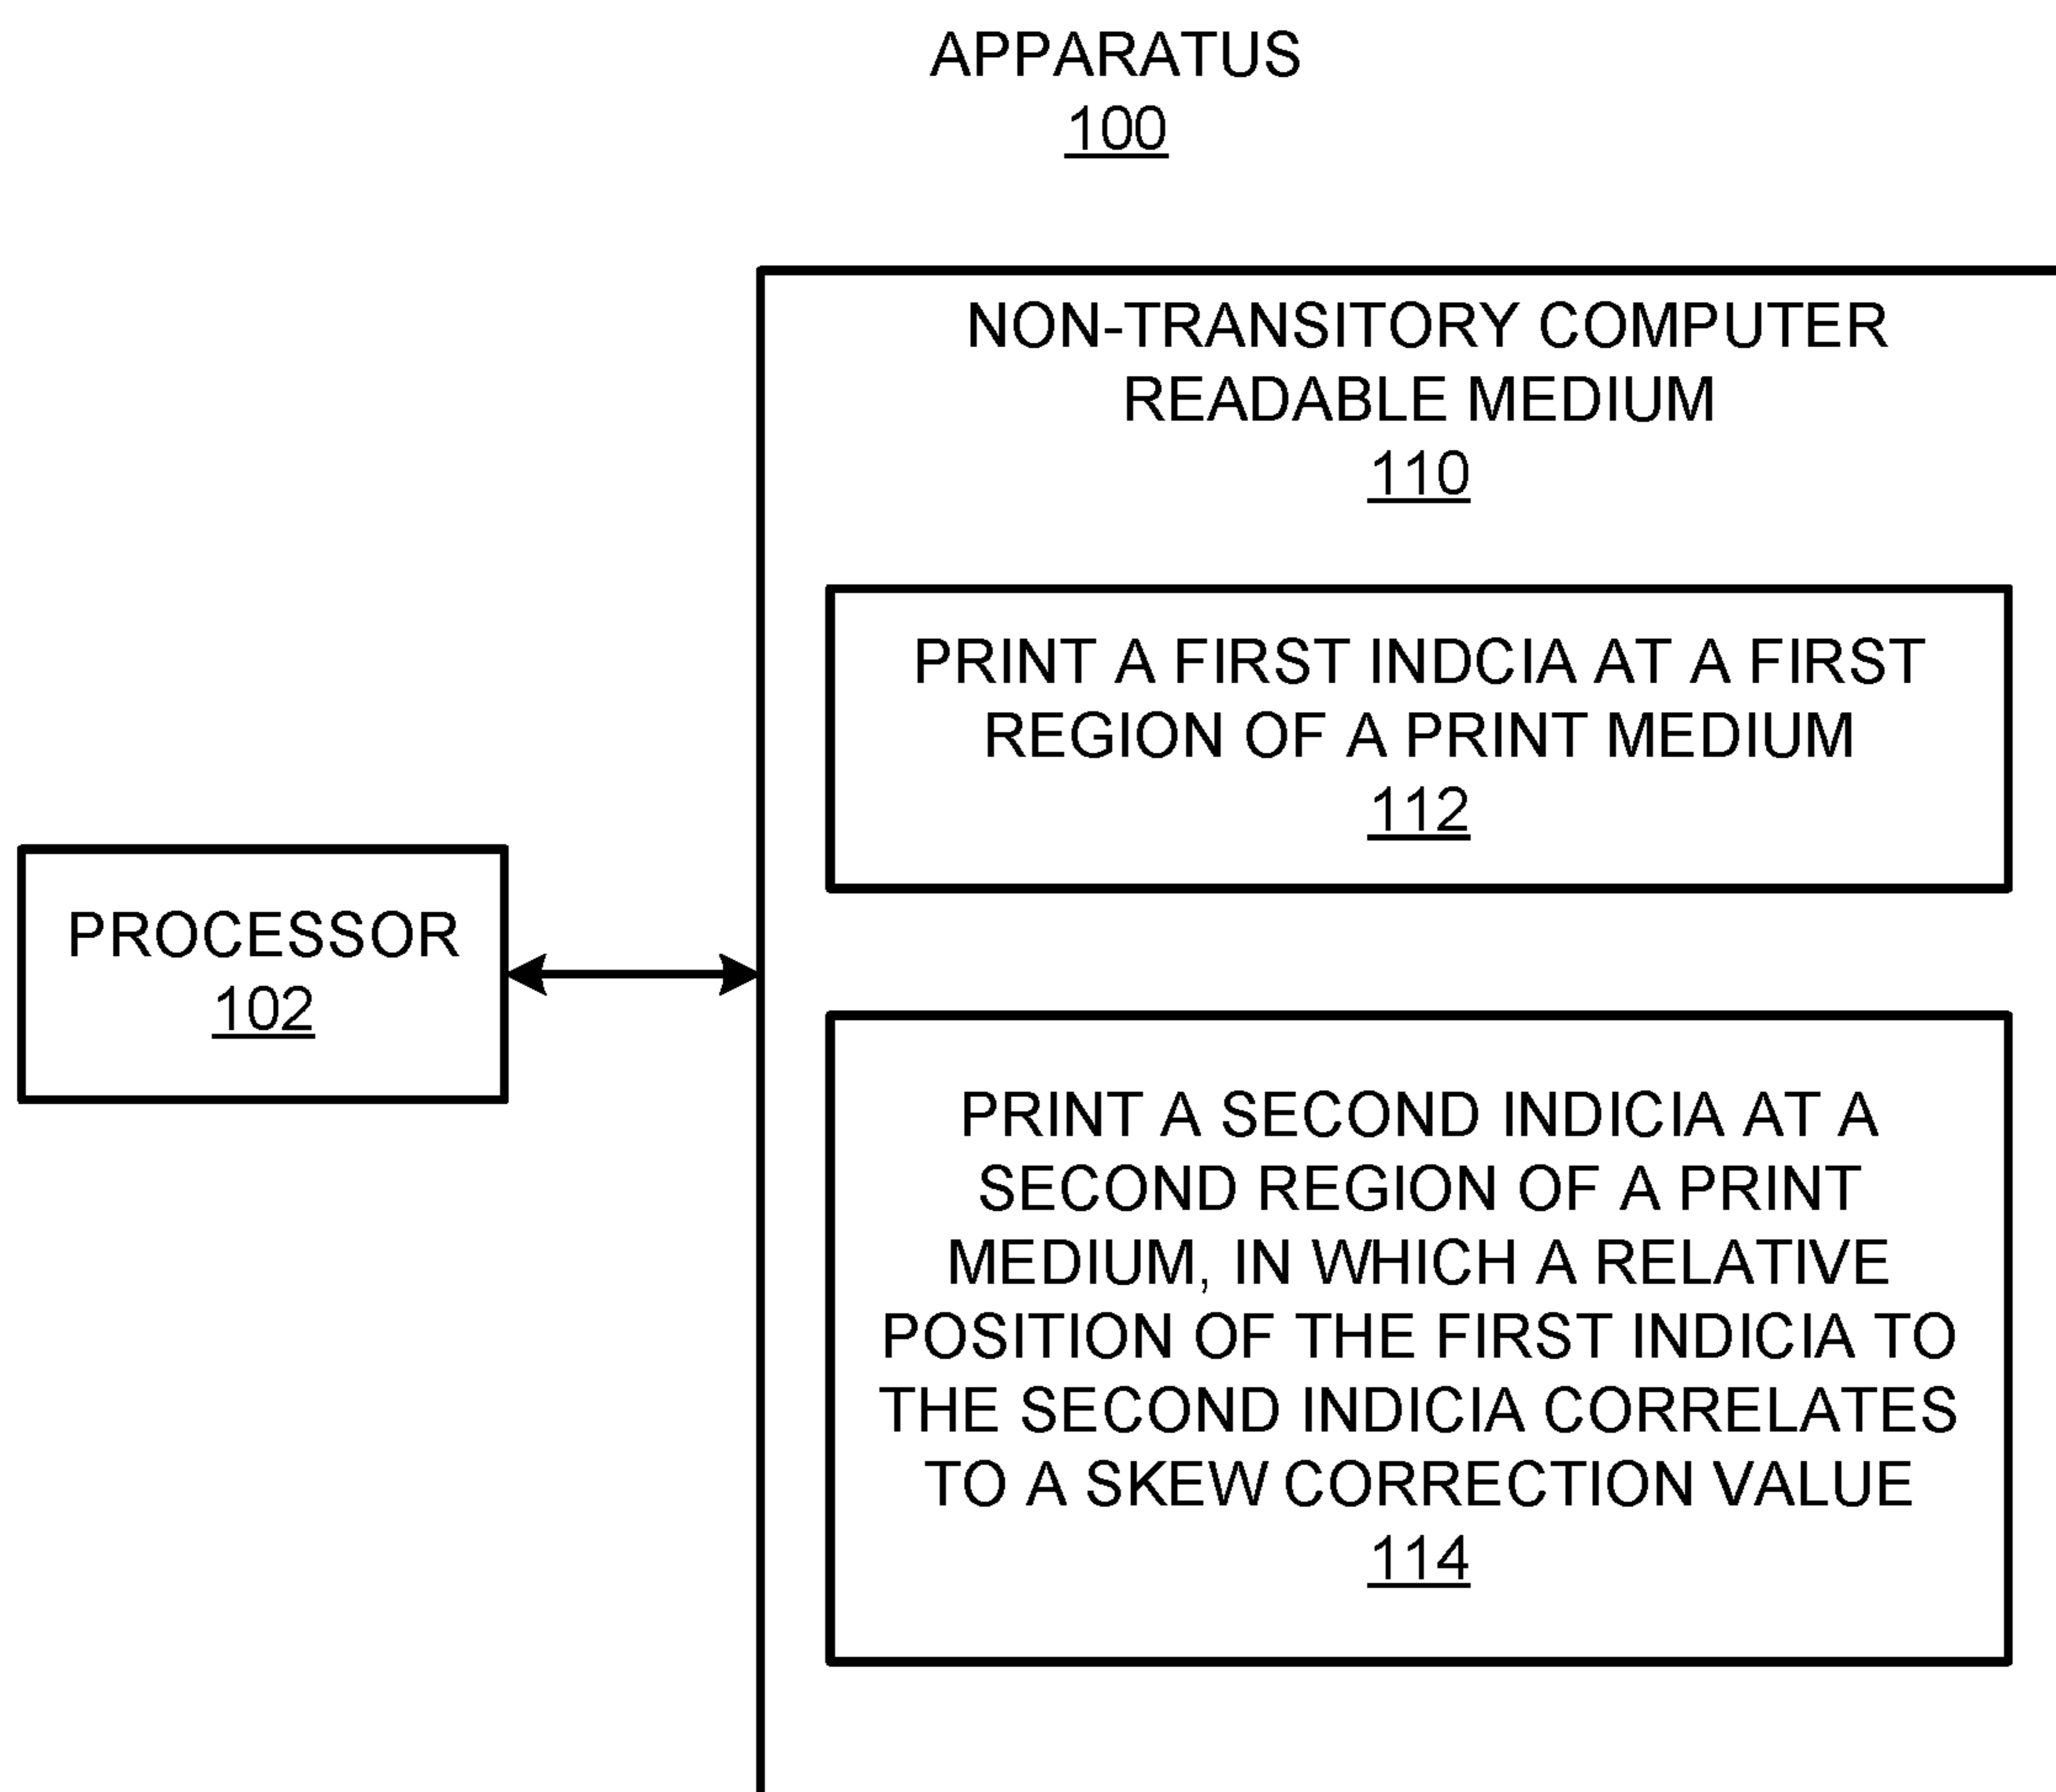 APPARATUS
100
NON-TRANSITORY COMPUTER
READABLE MEDIUM
110
PRINT A FIRST INDCIA AT A FIRST
REGION OF A PRINT MEDIUM
112
PROCESSOR
102
PRINT A SECOND INDICIA AT A
SECOND REGION OF A PRINT
MEDIUM, IN WHICH A RELATIVE
POSITION OF THE FIRST INDICIA TO
THE SECOND INDICIA CORRELATES
TO A SKEW CORRECTION VALUE
114